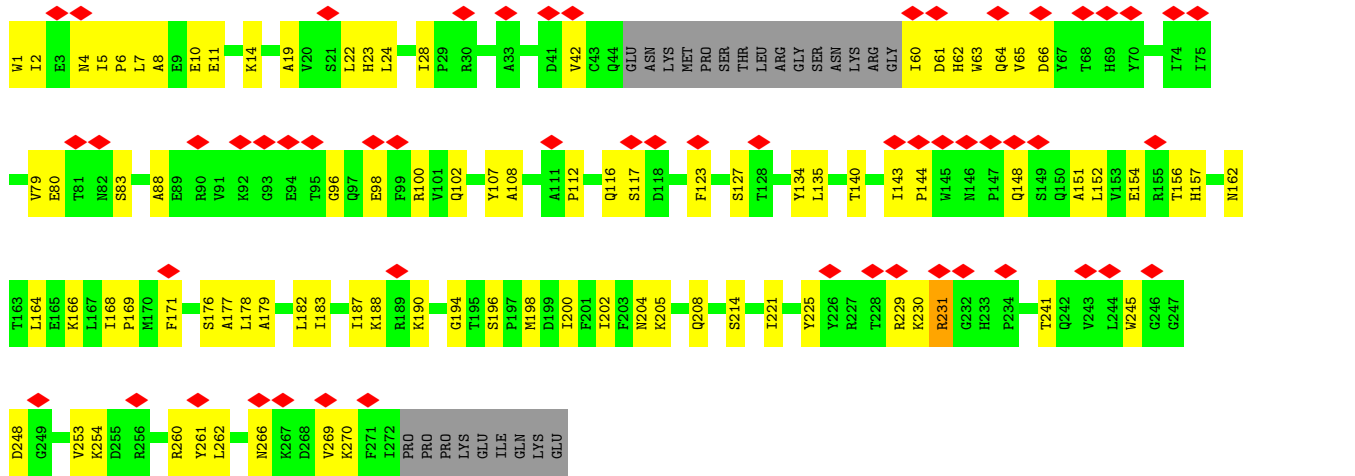 W1 I2 E3 N4 I5 P6 L7 A8 E9 E10 E11 K14 A19 V20 S21 L22 H23 L24 I28 P29 R30 A33 D41 V42 C43 Q44 GLU ASN LYS MET PRO SER THR LEU ARG GLY SER ASN LYS ARG GLY I60 D61 H62 W63 Q64 V65 D66 Y67 T68 H69 Y70 I74 I75
V79 E80 T81 N82 S83 A88 E89 R90 V91 K92 G93 E94 T95 G96 Q97 E98 F99 R100 V101 Q102 Y107 A108 A111 P112 Q116 S117 D118 F123 S127 T128 Y134 L135 T140 I143 P144 W145 N146 P147 Q148 S149 Q150 A151 L152 V153 E154 R155 T156 H157 N162
T163 L164 E165 K166 L167 I168 P169 M170 F171 S176 A177 L178 A179 L182 I183 I187 K188 R189 K190 G194 T195 S196 P197 M198 D199 I200 F201 I202 F203 N204 K205 Q208 S214 I221 Y225 Y226 R227 T228 R229 K230 R231 G232 H233 P234 T241 Q242 V243 L244 W245 G246 G247
D248 G249 V253 K254 D255 R256 R260 Y261 L262 N266 K267 D268 V269 K270 F271 I272 PRO PRO PRO LYS GLU ILE GLN LYS GLU